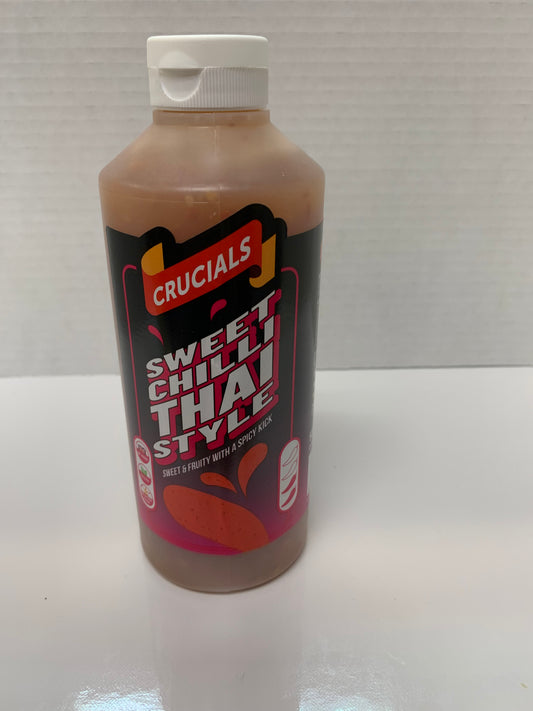 CRUCIALS
SWEET
CHILLI
THAI
STYLE
SWEET & FRUITY WITH A SPICY KICK